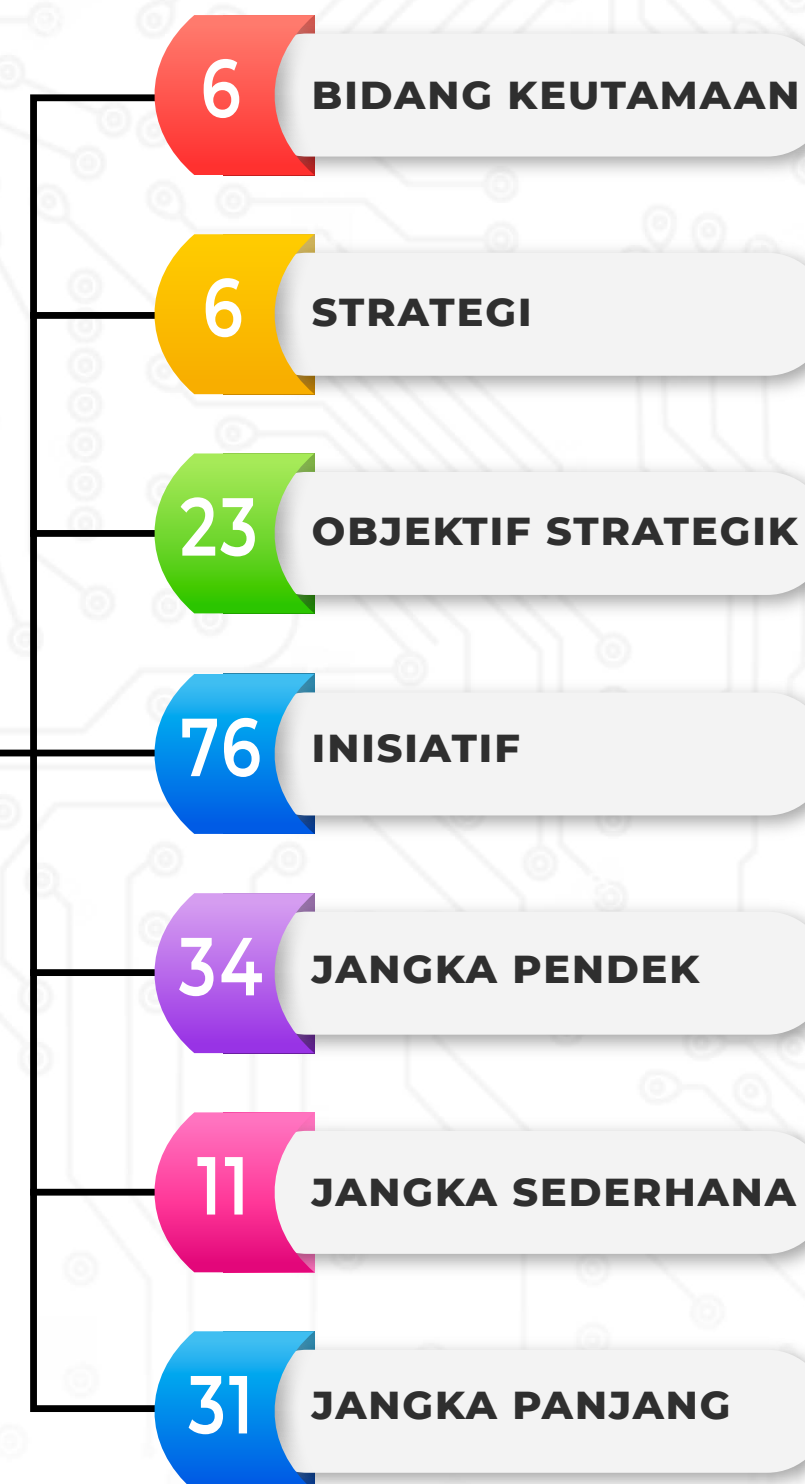 6 BIDANG KEUTAMAAN
6 STRATEGI
23 OBJEKTIF STRATEGIK
76 INISIATIF
34 JANGKA PENDEK
11 JANGKA SEDERHANA
31 JANGKA PANJANG